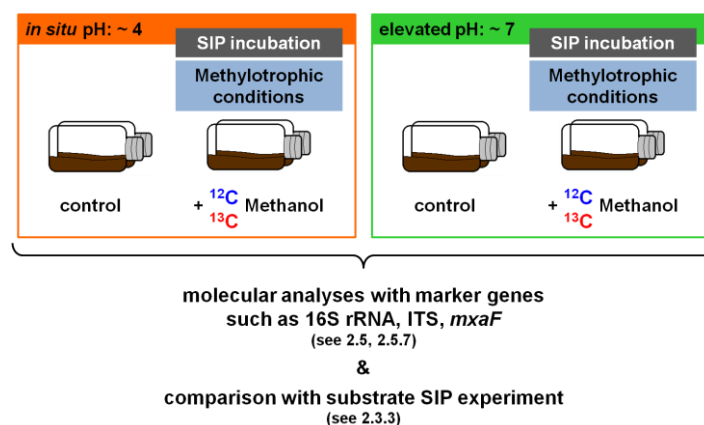 in situ pH: ~ 4
SIP incubation
Methylotrophic
conditions
control
+ ¹²C Methanol
¹³C
elevated pH: ~ 7
SIP incubation
Methylotrophic
conditions
control
+ ¹²C Methanol
¹³C
molecular analyses with marker genes
such as 16S rRNA, ITS, mxaF
(see 2.5, 2.5.7)
&
comparison with substrate SIP experiment
(see 2.3.3)